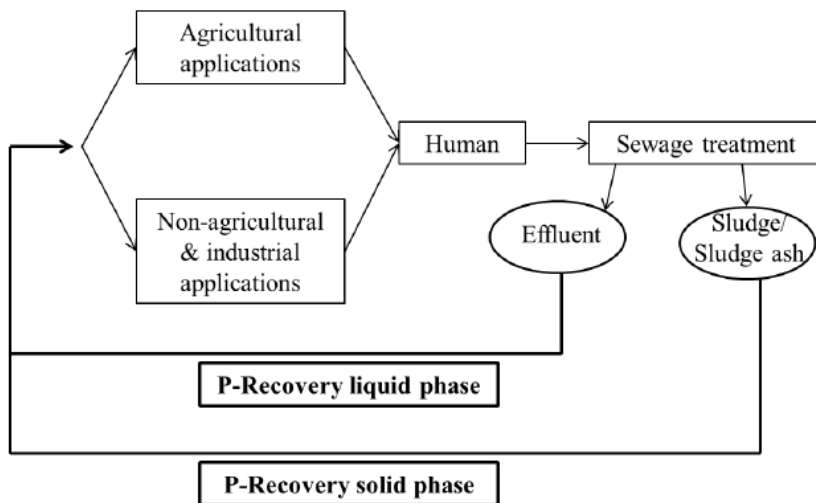 Agricultural
applications
Human
Sewage treatment
Non-agricultural
& industrial
applications
Effluent
Sludge/
Sludge ash
P-Recovery liquid phase
P-Recovery solid phase